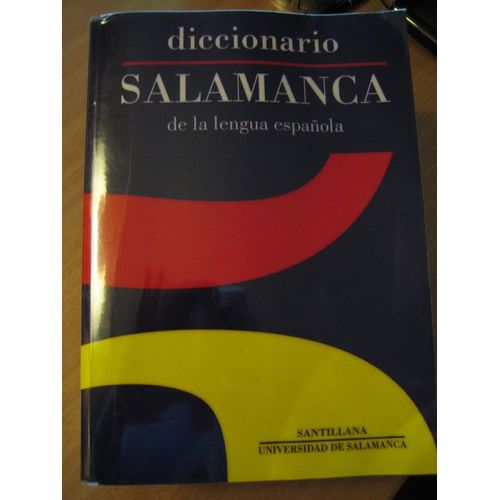 diccionario
SALAMANCA
de la lengua española
SANTILLANA
UNIVERSIDAD DE SALAMANCA